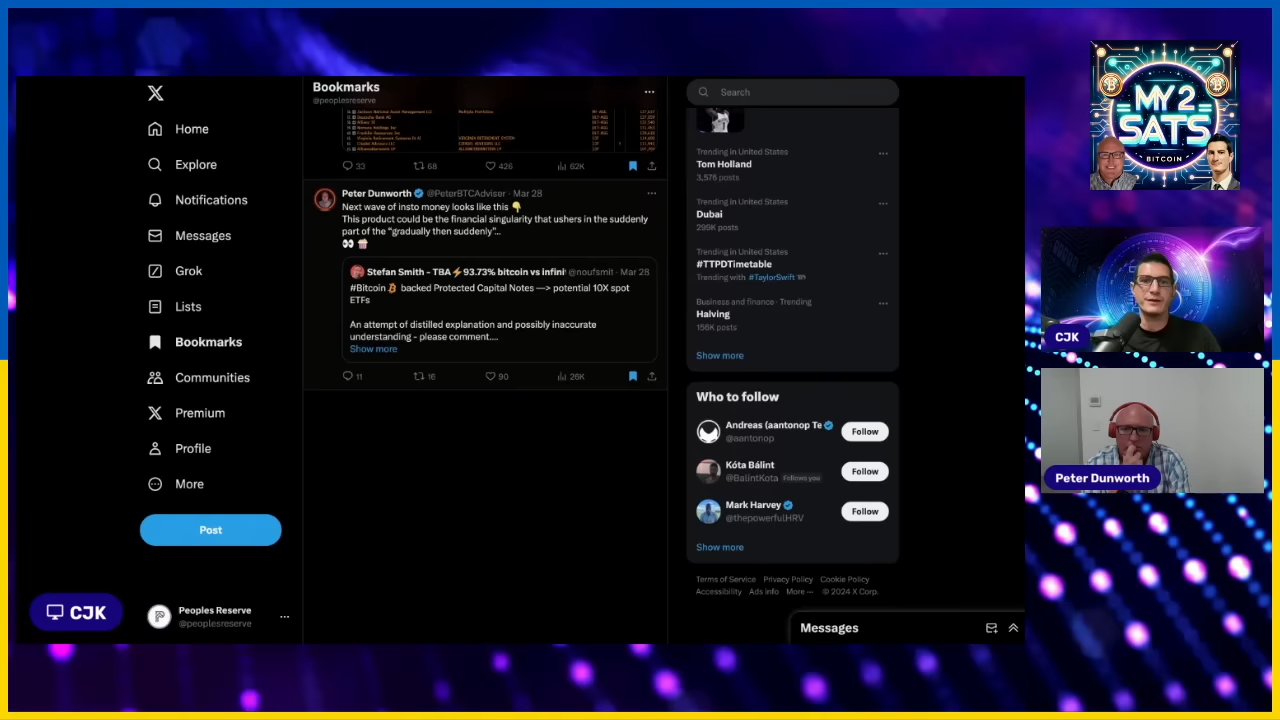 Home
Explore
Notifications
Messages
Grok
Lists
Bookmarks
Communities
Premium
Profile
More
Post
Peoples Reserve
@peoplesreserve
CJK
Bookmarks
@peoplesreserve
33 68 426 62K
Peter Dunworth @PeterBTCAdvisor · Mar 28
Next wave of insto money looks like this 👇
This product could be the financial singularity that ushers in the suddenly
part of the "gradually then suddenly"...
👀 🍿
Stefan Smith - TBA⚡93.73% bitcoin vs infini @noufsmit · Mar 28
#Bitcoin backed Protected Capital Notes —> potential 10X spot
ETFs
An attempt of distilled explanation and possibly inaccurate
understanding - please comment....
Show more
11 16 90 26K
Search
Trending in United States
Tom Holland
3,576 posts
Trending in United States
Dubai
299K posts
Trending in United States
#TTPDTimetable
Trending with #TaylorSwift
Business and finance · Trending
Halving
156K posts
Show more
Who to follow
Andreas (aantonop Te
@aantonop
Follow
Kóta Bálint
@BalintKota Follows you
Follow
Mark Harvey
@thepowerfulHRV
Follow
Show more
Terms of Service Privacy Policy Cookie Policy
Accessibility Ads info More — © 2024 X Corp.
Messages
MY 2
SATS
BITCOIN
CJK
Peter Dunworth